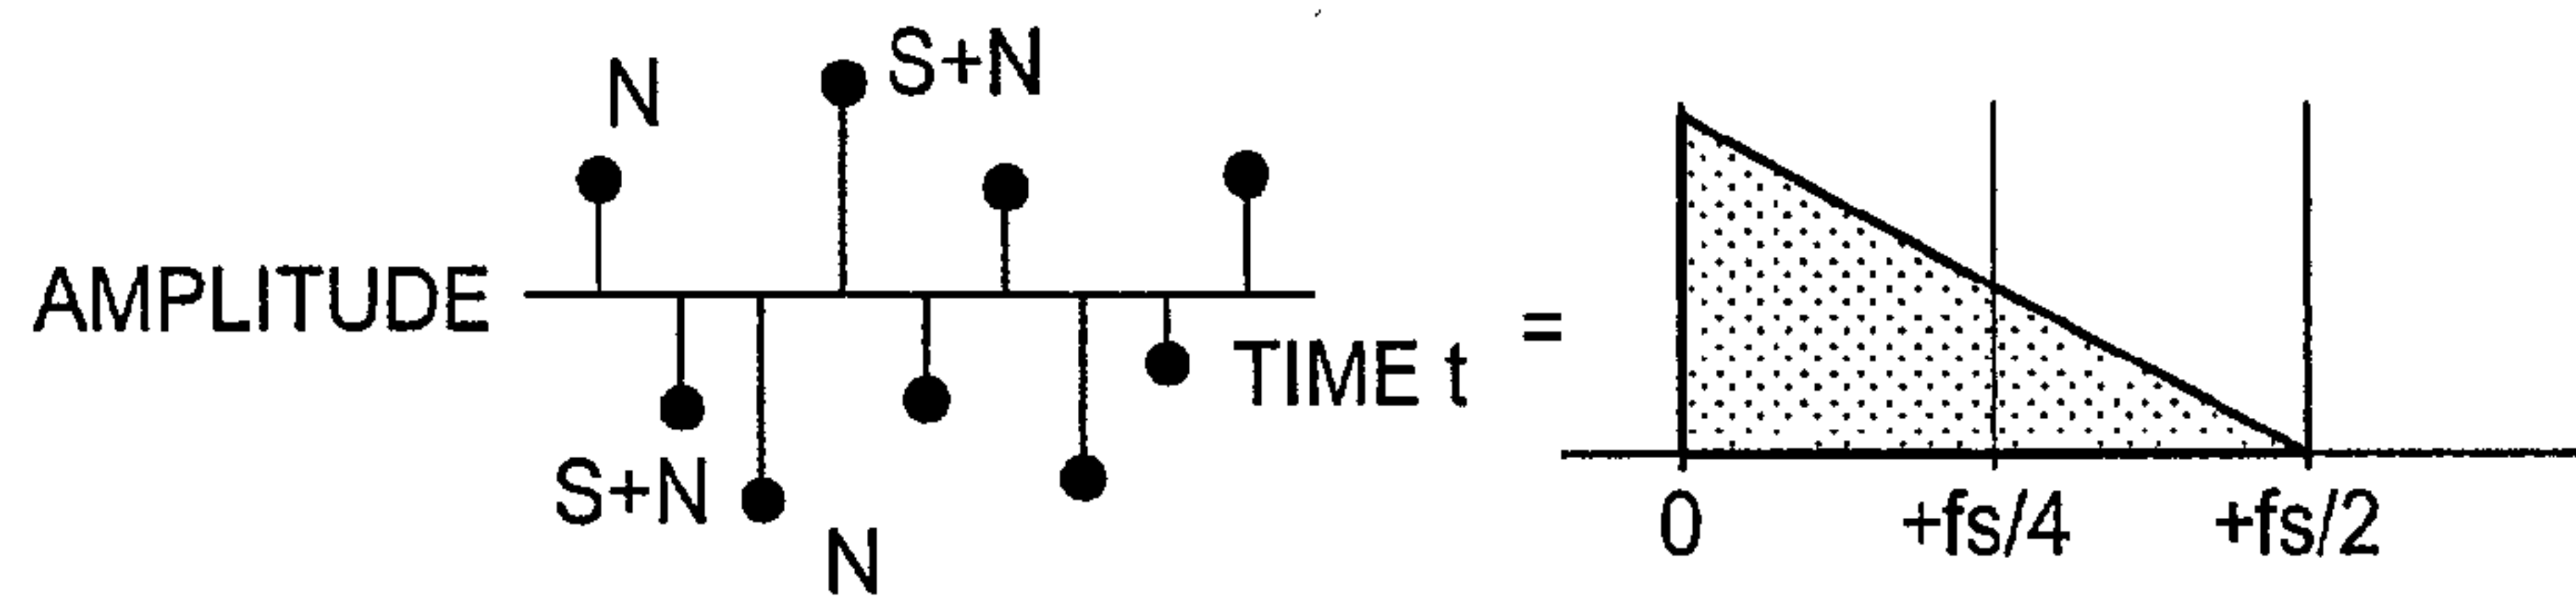 N
S+N
AMPLITUDE
TIME t
=
S+N
N
0
+fs/4
+fs/2